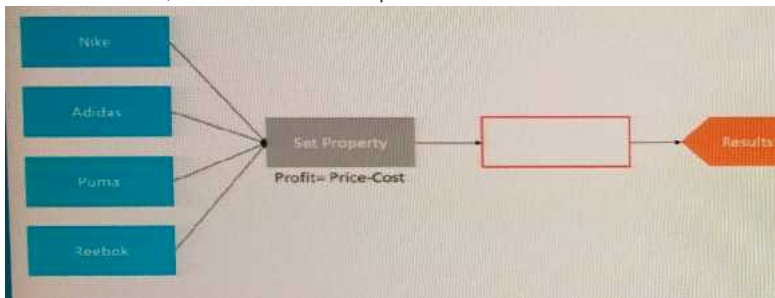 Nike
Adidas
Set Property
Results
Profit= Price-Cost
Puma
Reebok